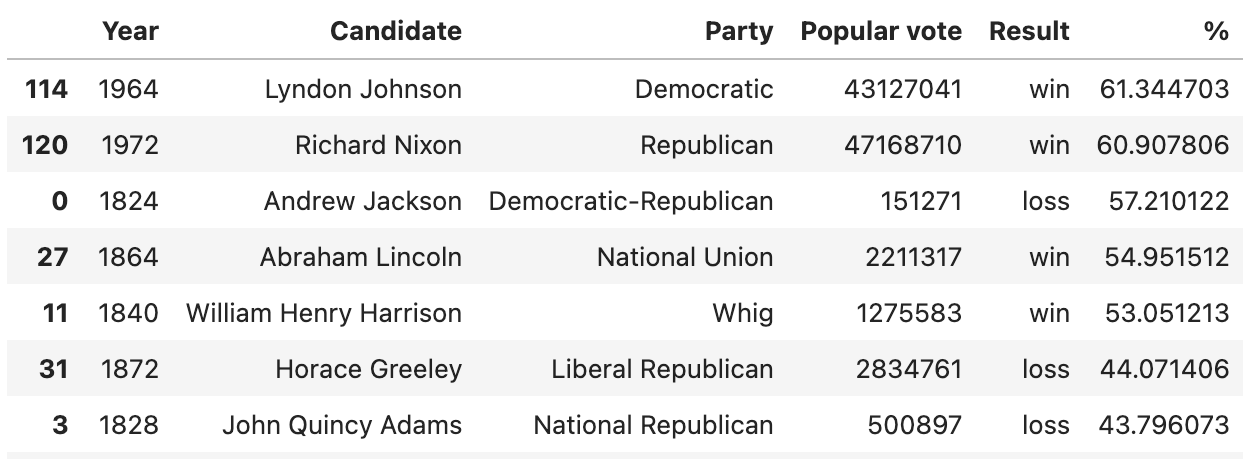 Year Candidate Party Popular vote Result %
114 1964 Lyndon Johnson Democratic 43127041 win 61.344703
120 1972 Richard Nixon Republican 47168710 win 60.907806
0 1824 Andrew Jackson Democratic-Republican 151271 loss 57.210122
27 1864 Abraham Lincoln National Union 2211317 win 54.951512
11 1840 William Henry Harrison Whig 1275583 win 53.051213
31 1872 Horace Greeley Liberal Republican 2834761 loss 44.071406
3 1828 John Quincy Adams National Republican 500897 loss 43.796073